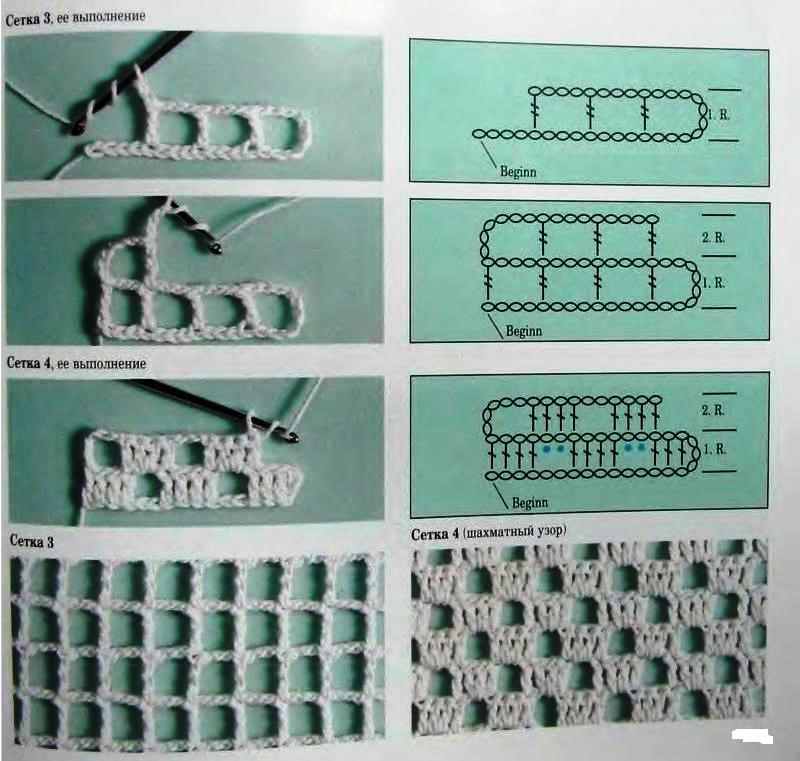 Сетка 3, ее выполнение
1. R.
Beginn
2. R.
1. R.
Beginn
Сетка 4, ее выполнение
2. R.
1. R.
Beginn
Сетка 3
Сетка 4 (шахматный узор)